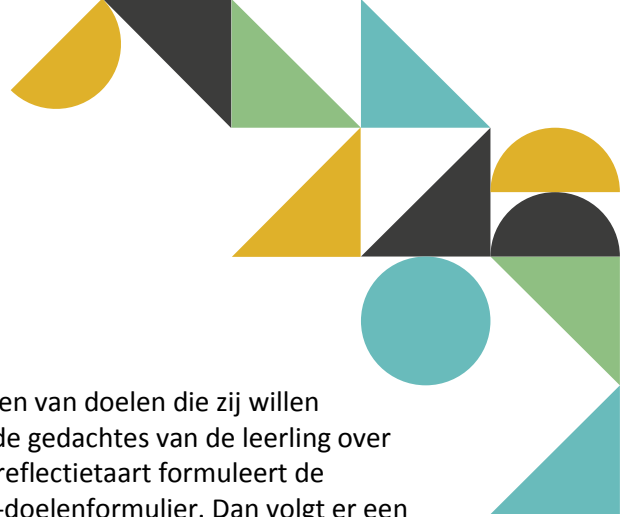 en van doelen die zij willen
de gedachtes van de leerling over
reflectietaart formuleert de
-doelenformulier. Dan volgt er een